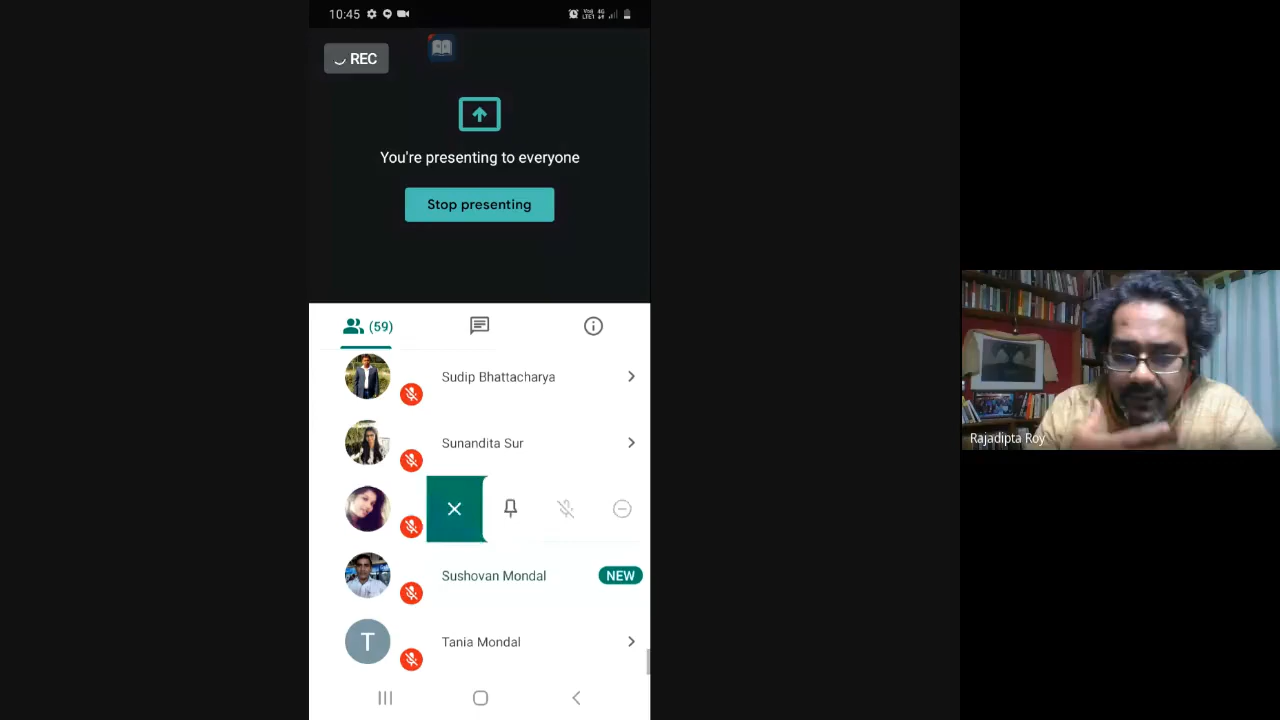 10:45
REC
You're presenting to everyone
Stop presenting
(59)
Sudip Bhattacharya
Sunandita Sur
Sushovan Mondal
NEW
T
Tania Mondal
Rajadipta Roy